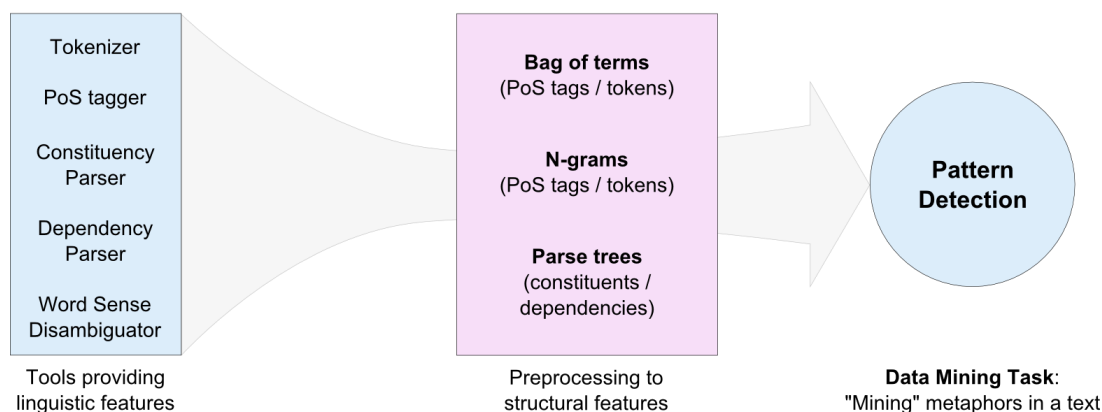 Tokenizer
PoS tagger
Constituency
Parser
Dependency
Parser
Word Sense
Disambiguator
Tools providing
linguistic features
Bag of terms
(PoS tags / tokens)
N-grams
(PoS tags / tokens)
Parse trees
(constituents /
dependencies)
Preprocessing to
structural features
Pattern
Detection
Data Mining Task:
"Mining" metaphors in a text